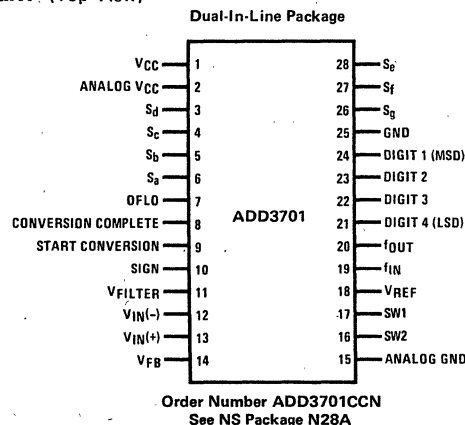 Dual-In-Line Package
VCC 1 28 Se
ANALOG VCC 2 27 Sf
Sd 3 26 Sg
Sc 4 25 GND
Sb 5 24 DIGIT 1 (MSD)
Sa 6 23 DIGIT 2
OFLO 7 22 DIGIT 3
CONVERSION COMPLETE 8 21 DIGIT 4 (LSD)
ADD3701
START CONVERSION 9 20 fOUT
SIGN 10 19 fIN
VFILTER 11 18 VREF
VIN(−) 12 17 SW1
VIN(+) 13 16 SW2
VFB 14 15 ANALOG GND
Order Number ADD3701CCN
See NS Package N28A